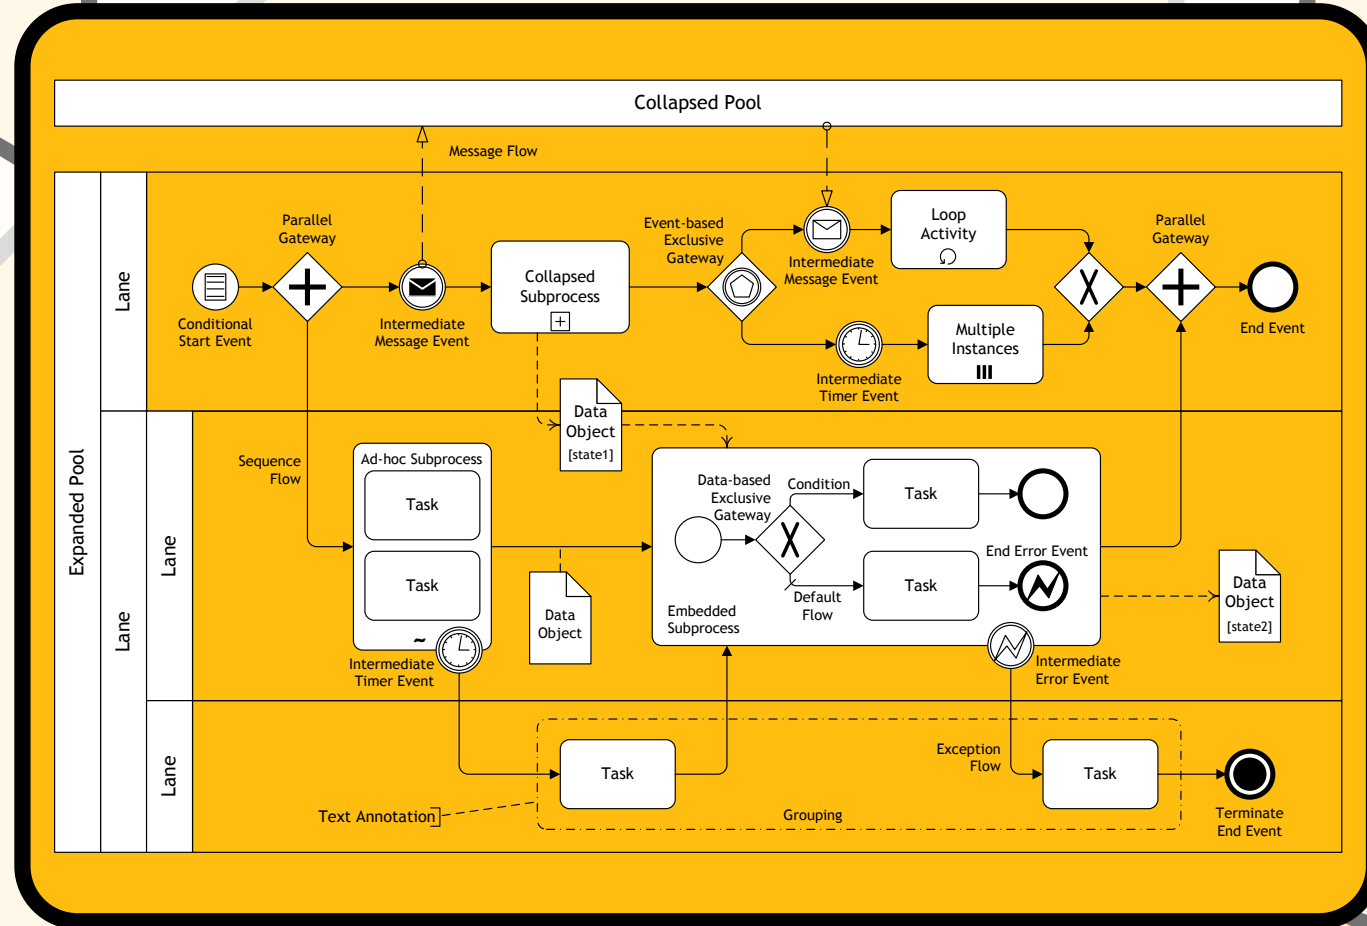 Collapsed Pool
Message Flow
Expanded Pool
Lane
Parallel
Gateway
Conditional
Start Event
Intermediate
Message Event
Collapsed
Subprocess
Event-based
Exclusive
Gateway
Intermediate
Message Event
Loop
Activity
Intermediate
Timer Event
Multiple
Instances
Parallel
Gateway
End Event
Lane
Lane
Sequence
Flow
Ad-hoc Subprocess
Task
Task
~
Intermediate
Timer Event
Data
Object
[state1]
Data
Object
Data-based
Exclusive
Gateway
Condition
Task
Default
Flow
Task
End Error Event
Embedded
Subprocess
Intermediate
Error Event
Data
Object
[state2]
Lane
Task
Text Annotation
Grouping
Exception
Flow
Task
Terminate
End Event